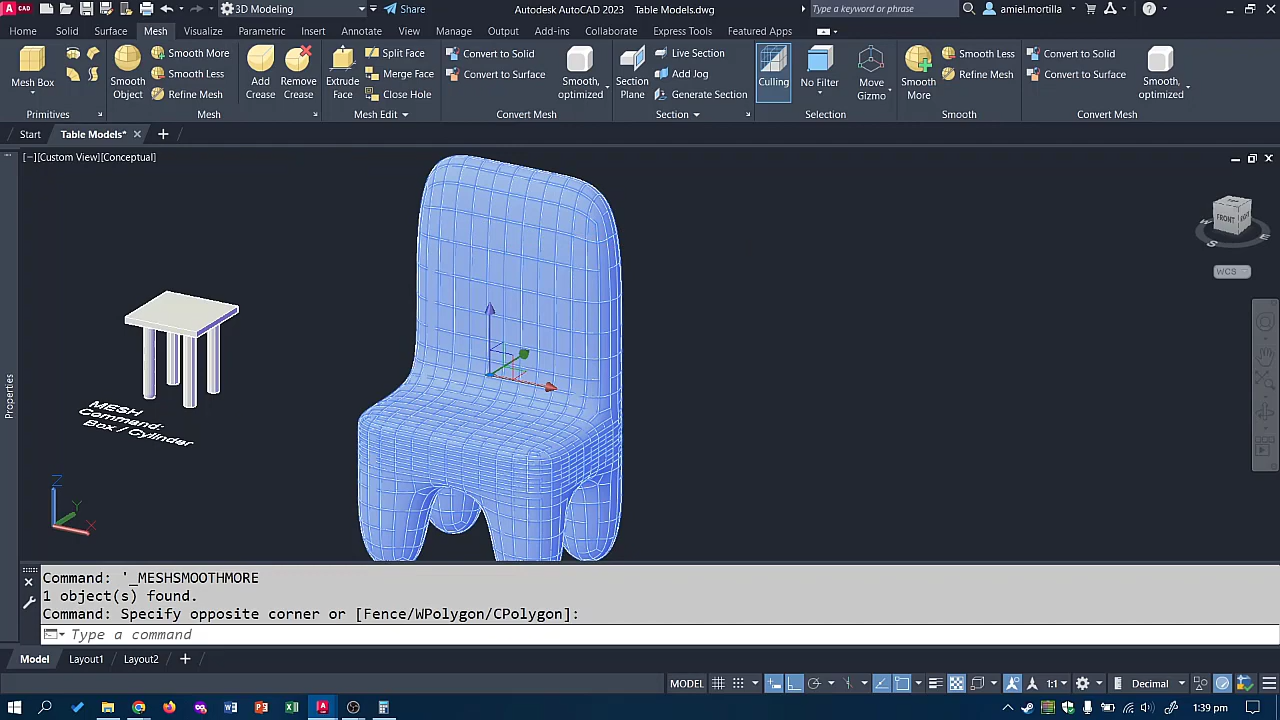 CAD
3D Modeling
Share
Autodesk AutoCAD 2023 Table Models.dwg
Type a keyword or phrase
amiel.mortilla
Home Solid Surface Mesh Visualize Parametric Insert Annotate View Manage Output Add-ins Collaborate Express Tools Featured Apps
Mesh Box
Smooth Object
Smooth More
Smooth Less
Refine Mesh
Add Crease
Remove Crease
Extrude Face
Split Face
Merge Face
Close Hole
Convert to Solid
Convert to Surface
Smooth, optimized
Section Plane
Live Section
Add Jog
Generate Section
Culling
No Filter
Move Gizmo
Smooth More
Smooth Less
Refine Mesh
Convert to Solid
Convert to Surface
Smooth, optimized
Primitives Mesh Mesh Edit Convert Mesh Section Selection Smooth Convert Mesh
Start Table Models*
[−][Custom View][Conceptual]
FRONT
W
S
E
WCS
MESH
Command:
Box / Cylinder
Z
Y
X
Properties
Command: '_MESHSMOOTHMORE
1 object(s) found.
Command: Specify opposite corner or [Fence/WPolygon/CPolygon]:
Type a command
Model Layout1 Layout2
MODEL 1:1 Decimal
1:39 pm